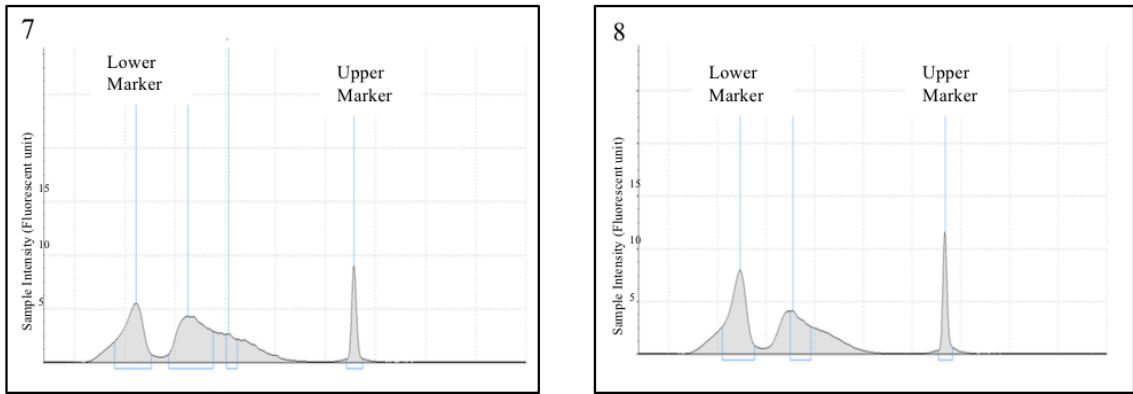 7
Lower
Marker
Upper
Marker
Sample Intensity (Fluorescent unit)
15
10
5
8
Lower
Marker
Upper
Marker
Sample Intensity (Fluorescent unit)
15
10
5